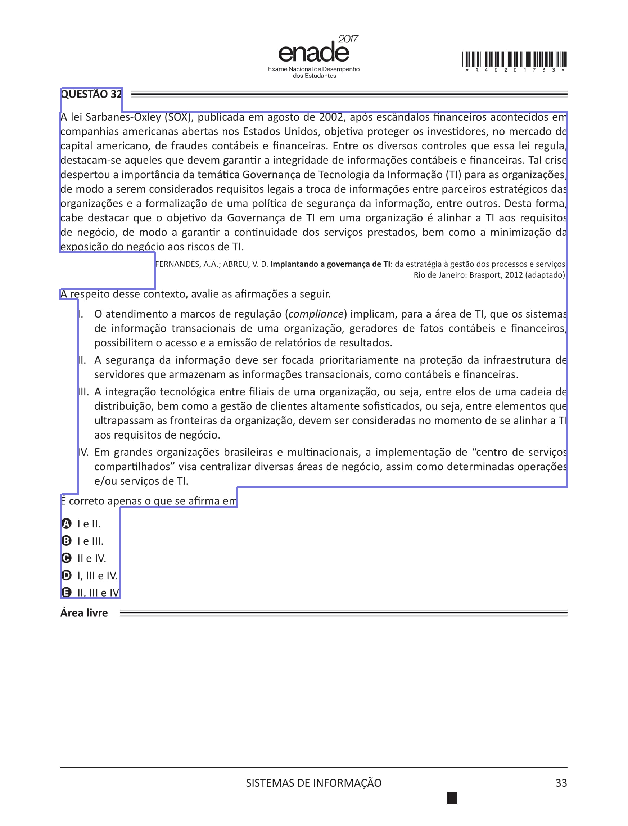 enade 2017
Exame Nacional de Desempenho
dos Estudantes
QUESTÃO 32
A lei Sarbanes-Oxley (SOX), publicada em agosto de 2002, após escândalos financeiros acontecidos em
companhias americanas abertas nos Estados Unidos, objetiva proteger os investidores, no mercado de
capital americano, de fraudes contábeis e financeiras. Entre os diversos controles que essa lei regula,
destacam-se aqueles que devem garantir a integridade de informações contábeis e financeiras. Tal crise
despertou a importância da temática Governança de Tecnologia da Informação (TI) para as organizações,
de modo a serem considerados requisitos legais a troca de informações entre parceiros estratégicos das
organizações e a formalização de uma política de segurança da informação, entre outros. Desta forma,
cabe destacar que o objetivo da Governança de TI em uma organização é alinhar a TI aos requisitos
de negócio, de modo a garantir a continuidade dos serviços prestados, bem como a minimização da
exposição do negócio aos riscos de TI.
FERNANDES, A.A.; ABREU, V. D. Implantando a governança de TI: da estratégia à gestão dos processos e serviços
Rio de Janeiro: Brasport, 2012 (adaptado)
A respeito desse contexto, avalie as afirmações a seguir.
I. O atendimento a marcos de regulação (compliance) implicam, para a área de TI, que os sistemas
de informação transacionais de uma organização, geradores de fatos contábeis e financeiros,
possibilitem o acesso e a emissão de relatórios de resultados.
II. A segurança da informação deve ser focada prioritariamente na proteção da infraestrutura de
servidores que armazenam as informações transacionais, como contábeis e financeiras.
III. A integração tecnológica entre filiais de uma organização, ou seja, entre elos de uma cadeia de
distribuição, bem como a gestão de clientes altamente sofisticados, ou seja, entre elementos que
ultrapassam as fronteiras da organização, devem ser consideradas no momento de se alinhar a TI
aos requisitos de negócio.
IV. Em grandes organizações brasileiras e multinacionais, a implementação de “centro de serviços
compartilhados” visa centralizar diversas áreas de negócio, assim como determinadas operações
e/ou serviços de TI.
É correto apenas o que se afirma em
A I e II.
B I e III.
C II e IV.
D I, III e IV.
E II, III e IV
Área livre
SISTEMAS DE INFORMAÇÃO 33